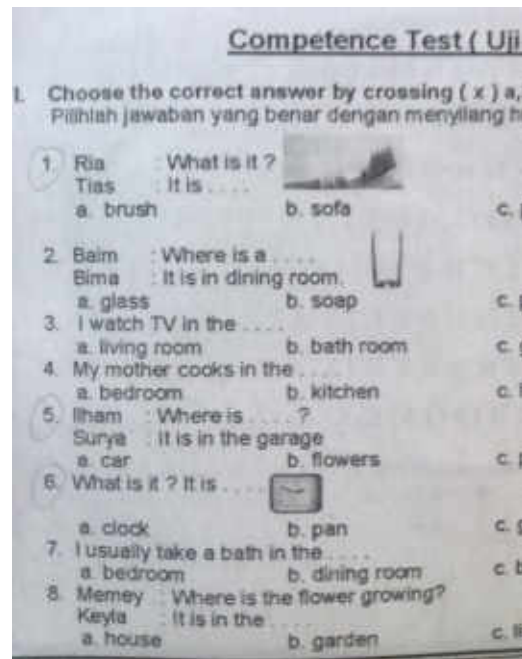 Competence Test ( Uji
I. Choose the correct answer by crossing ( x ) a,
Pilihlah jawaban yang benar dengan menyilang h
1. Ria : What is it ?
Tias : It is . . . .
a. brush b. sofa c.
2. Baim : Where is a . . . .
Bima : It is in dining room.
a. glass b. soap c.
3. I watch TV in the . . . .
a. living room b. bath room c.
4. My mother cooks in the . . . .
a. bedroom b. kitchen c.
5. Ilham : Where is . . . . ?
Surya : It is in the garage
a. car b. flowers c.
6. What is it ? It is . . . .
a. clock b. pan c. g
7. I usually take a bath in the . . . .
a. bedroom b. dining room c. b
8. Memey : Where is the flower growing?
Keyla : It is in the . . . .
a. house b. garden c. li